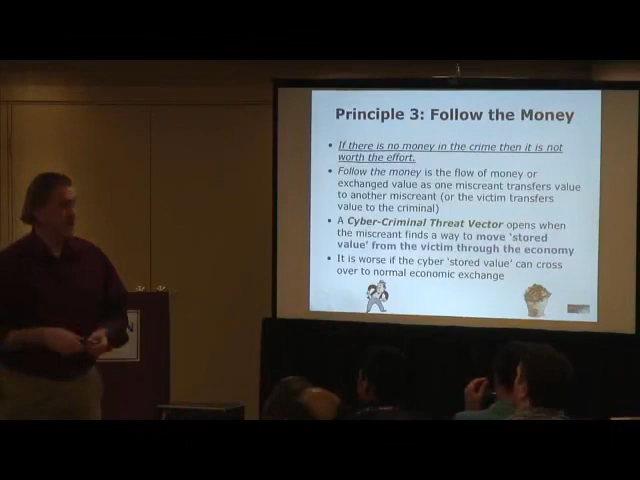 Principle 3: Follow the Money
• If there is no money in the crime then it is not
worth the effort.
• Follow the money is the flow of money or
exchanged value as one miscreant transfers value
to another miscreant (or the victim transfers
value to the criminal)
• A Cyber-Criminal Threat Vector opens when
the miscreant finds a way to move 'stored
value' from the victim through the economy
• It is worse if the cyber 'stored value' can cross
over to normal economic exchange